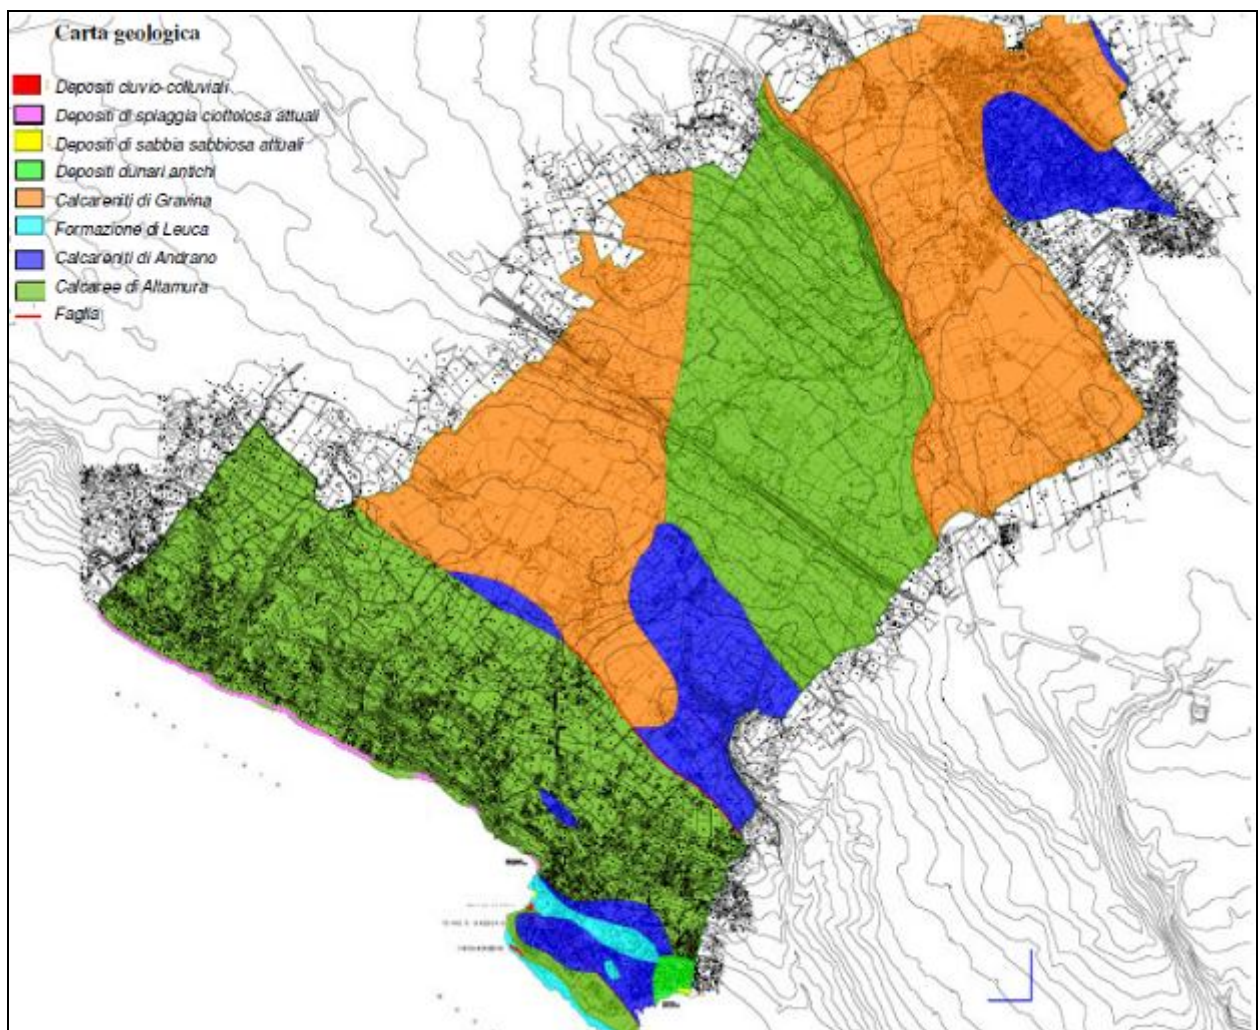 Carta geologica
Depositi cluvio-colluviali
Depositi di spiaggia ciottolosa attuali
Depositi di sabbia sabbiosa attuali
Depositi dunari antichi
Calcareniti di Gravina
Formazione di Leuca
Calcareniti di Andrano
Calcaree di Altamura
Faglia